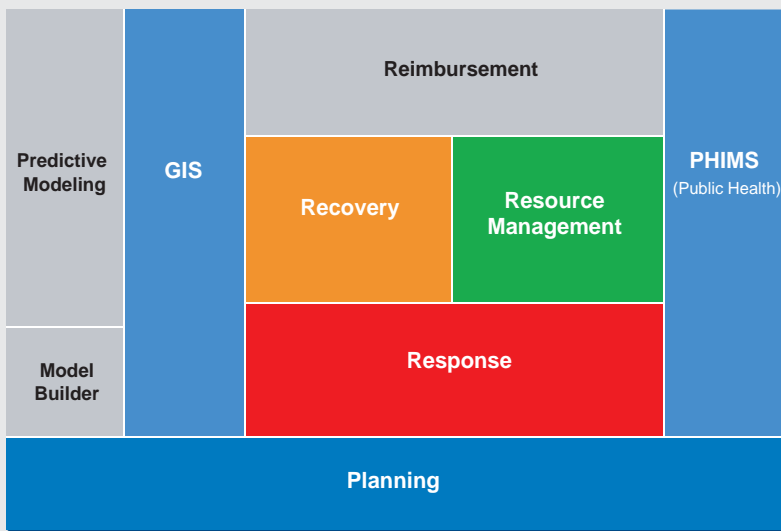 Reimbursement
Predictive
Modeling
GIS
Recovery
Resource
Management
PHIMS
(Public Health)
Model
Builder
Response
Planning